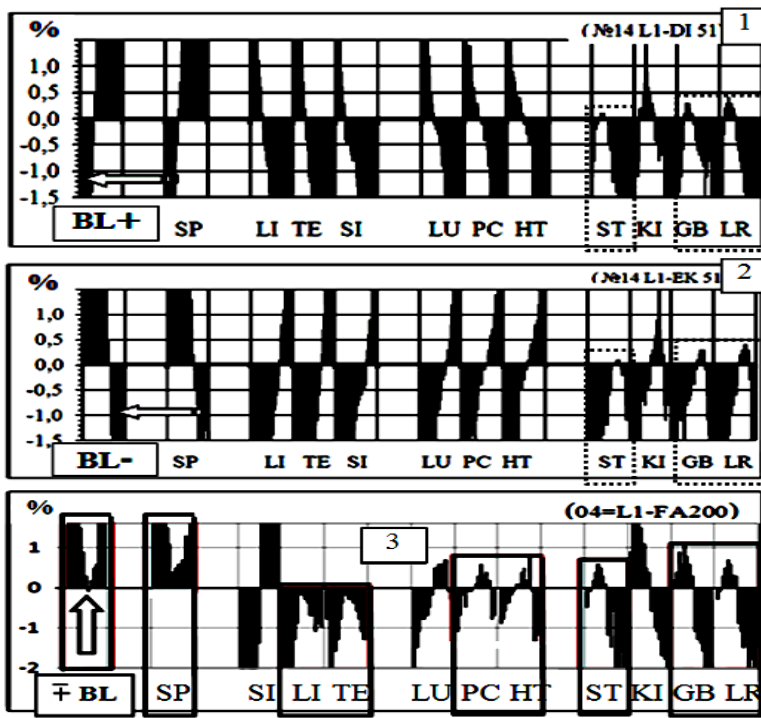 % (№14 L1-DI 51) 1
1,0
0,5
0,0
-0,5
-1,0
-1,5
BL+ SP LI TE SI LU PC HT ST KI GB LR
% (№14 L1-EK 51 2
1,0
0,5
0,0
-0,5
-1,0
-1,5
BL- SP LI TE SI LU PC HT ST KI GB LR
% (04=L1-FA200)
1
3
0
-1
-2
∓ BL SP SI LI TE LU PC HT ST KI GB LR